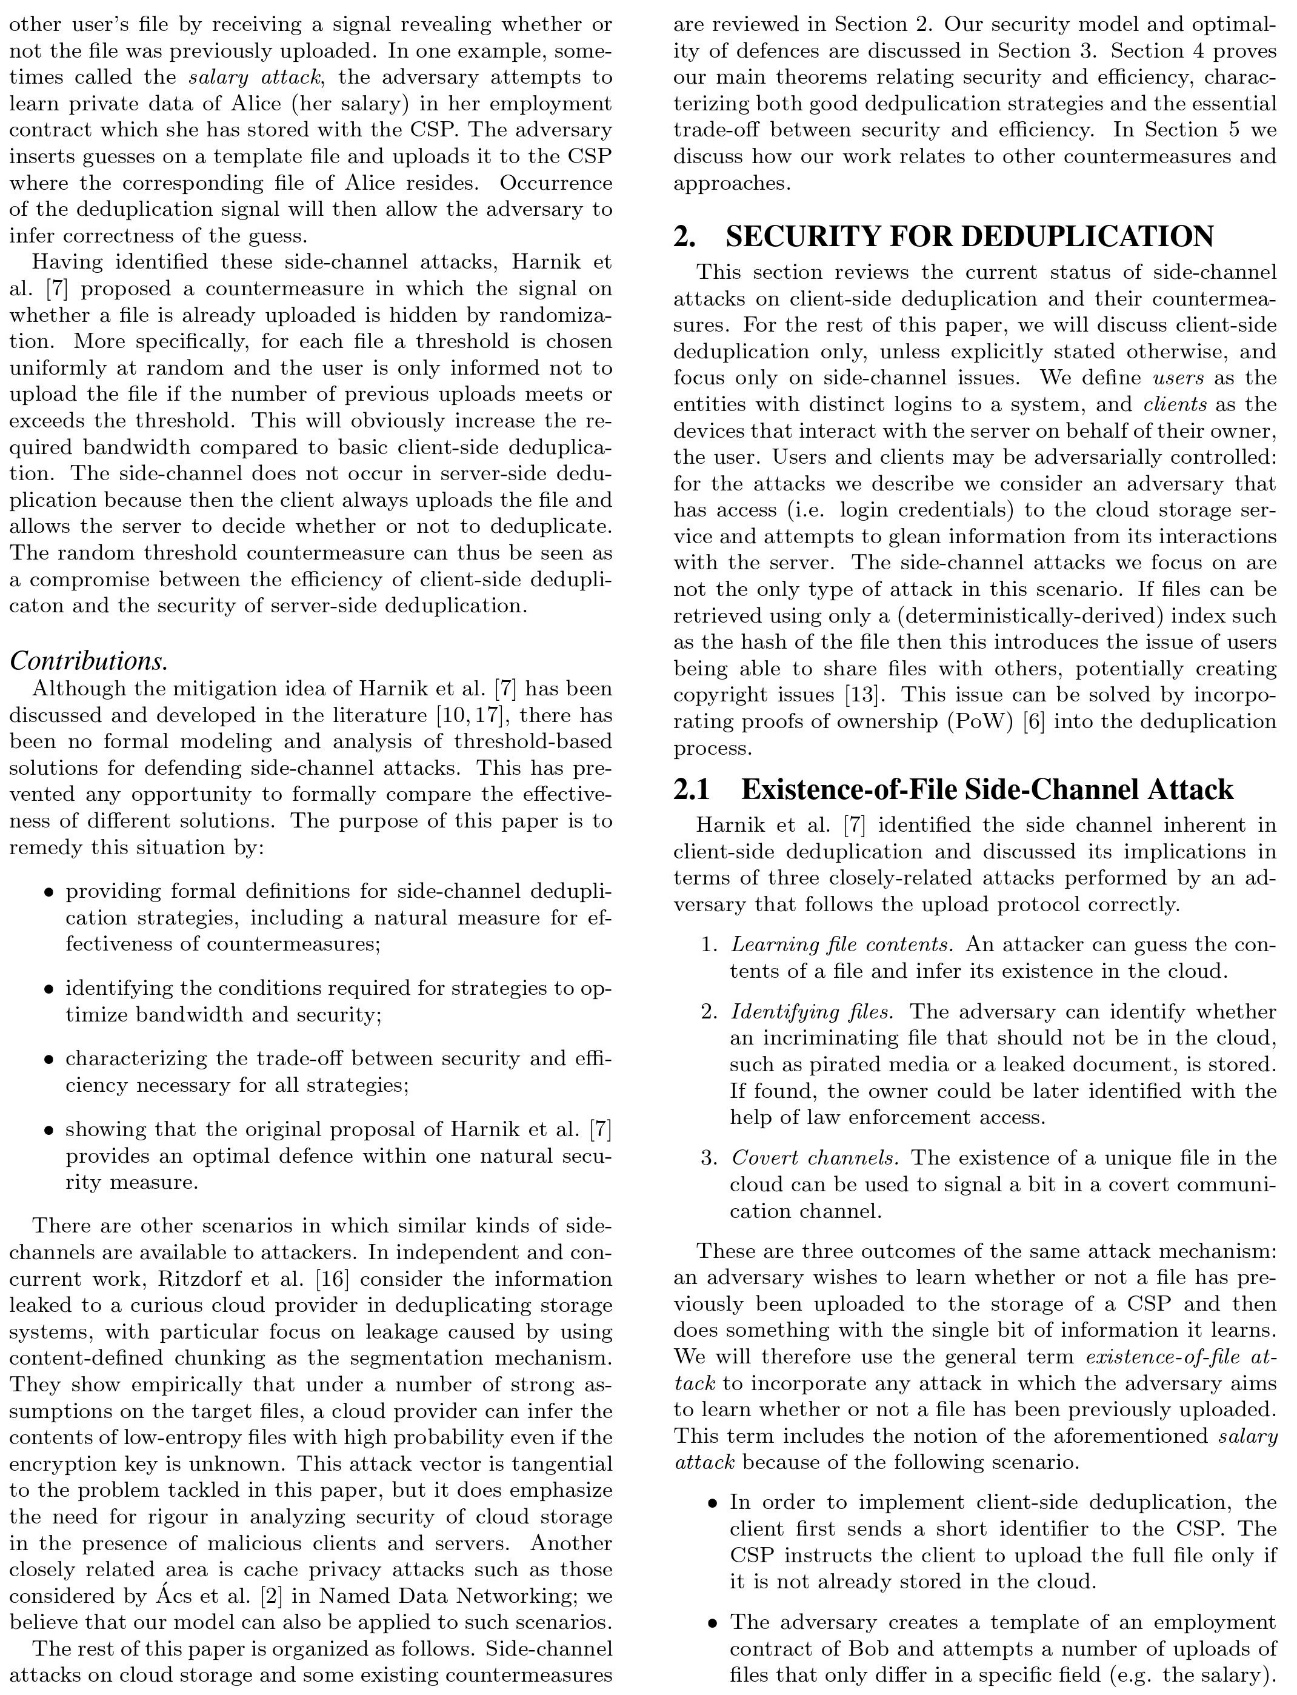 other user's file by receiving a signal revealing whether or
not the file was previously uploaded. In one example, some-
times called the salary attack, the adversary attempts to
learn private data of Alice (her salary) in her employment
contract which she has stored with the CSP. The adversary
inserts guesses on a template file and uploads it to the CSP
where the corresponding file of Alice resides. Occurrence
of the deduplication signal will then allow the adversary to
infer correctness of the guess.
Having identified these side-channel attacks, Harnik et
al. [7] proposed a countermeasure in which the signal on
whether a file is already uploaded is hidden by randomiza-
tion. More specifically, for each file a threshold is chosen
uniformly at random and the user is only informed not to
upload the file if the number of previous uploads meets or
exceeds the threshold. This will obviously increase the re-
quired bandwidth compared to basic client-side deduplica-
tion. The side-channel does not occur in server-side dedu-
plication because then the client always uploads the file and
allows the server to decide whether or not to deduplicate.
The random threshold countermeasure can thus be seen as
a compromise between the efficiency of client-side dedupli-
caton and the security of server-side deduplication.
Contributions.
Although the mitigation idea of Harnik et al. [7] has been
discussed and developed in the literature [10, 17], there has
been no formal modeling and analysis of threshold-based
solutions for defending side-channel attacks. This has pre-
vented any opportunity to formally compare the effective-
ness of different solutions. The purpose of this paper is to
remedy this situation by:
• providing formal definitions for side-channel dedupli-
cation strategies, including a natural measure for ef-
fectiveness of countermeasures;
• identifying the conditions required for strategies to op-
timize bandwidth and security;
• characterizing the trade-off between security and effi-
ciency necessary for all strategies;
• showing that the original proposal of Harnik et al. [7]
provides an optimal defence within one natural secu-
rity measure.
There are other scenarios in which similar kinds of side-
channels are available to attackers. In independent and con-
current work, Ritzdorf et al. [16] consider the information
leaked to a curious cloud provider in deduplicating storage
systems, with particular focus on leakage caused by using
content-defined chunking as the segmentation mechanism.
They show empirically that under a number of strong as-
sumptions on the target files, a cloud provider can infer the
contents of low-entropy files with high probability even if the
encryption key is unknown. This attack vector is tangential
to the problem tackled in this paper, but it does emphasize
the need for rigour in analyzing security of cloud storage
in the presence of malicious clients and servers. Another
closely related area is cache privacy attacks such as those
considered by Ács et al. [2] in Named Data Networking; we
believe that our model can also be applied to such scenarios.
The rest of this paper is organized as follows. Side-channel
attacks on cloud storage and some existing countermeasures
are reviewed in Section 2. Our security model and optimal-
ity of defences are discussed in Section 3. Section 4 proves
our main theorems relating security and efficiency, charac-
terizing both good dedpulication strategies and the essential
trade-off between security and efficiency. In Section 5 we
discuss how our work relates to other countermeasures and
approaches.
2. SECURITY FOR DEDUPLICATION
This section reviews the current status of side-channel
attacks on client-side deduplication and their countermea-
sures. For the rest of this paper, we will discuss client-side
deduplication only, unless explicitly stated otherwise, and
focus only on side-channel issues. We define users as the
entities with distinct logins to a system, and clients as the
devices that interact with the server on behalf of their owner,
the user. Users and clients may be adversarially controlled:
for the attacks we describe we consider an adversary that
has access (i.e. login credentials) to the cloud storage ser-
vice and attempts to glean information from its interactions
with the server. The side-channel attacks we focus on are
not the only type of attack in this scenario. If files can be
retrieved using only a (deterministically-derived) index such
as the hash of the file then this introduces the issue of users
being able to share files with others, potentially creating
copyright issues [13]. This issue can be solved by incorpo-
rating proofs of ownership (PoW) [6] into the deduplication
process.
2.1 Existence-of-File Side-Channel Attack
Harnik et al. [7] identified the side channel inherent in
client-side deduplication and discussed its implications in
terms of three closely-related attacks performed by an ad-
versary that follows the upload protocol correctly.
1. Learning file contents. An attacker can guess the con-
tents of a file and infer its existence in the cloud.
2. Identifying files. The adversary can identify whether
an incriminating file that should not be in the cloud,
such as pirated media or a leaked document, is stored.
If found, the owner could be later identified with the
help of law enforcement access.
3. Covert channels. The existence of a unique file in the
cloud can be used to signal a bit in a covert communi-
cation channel.
These are three outcomes of the same attack mechanism:
an adversary wishes to learn whether or not a file has pre-
viously been uploaded to the storage of a CSP and then
does something with the single bit of information it learns.
We will therefore use the general term existence-of-file at-
tack to incorporate any attack in which the adversary aims
to learn whether or not a file has been previously uploaded.
This term includes the notion of the aforementioned salary
attack because of the following scenario.
• In order to implement client-side deduplication, the
client first sends a short identifier to the CSP. The
CSP instructs the client to upload the full file only if
it is not already stored in the cloud.
• The adversary creates a template of an employment
contract of Bob and attempts a number of uploads of
files that only differ in a specific field (e.g. the salary).